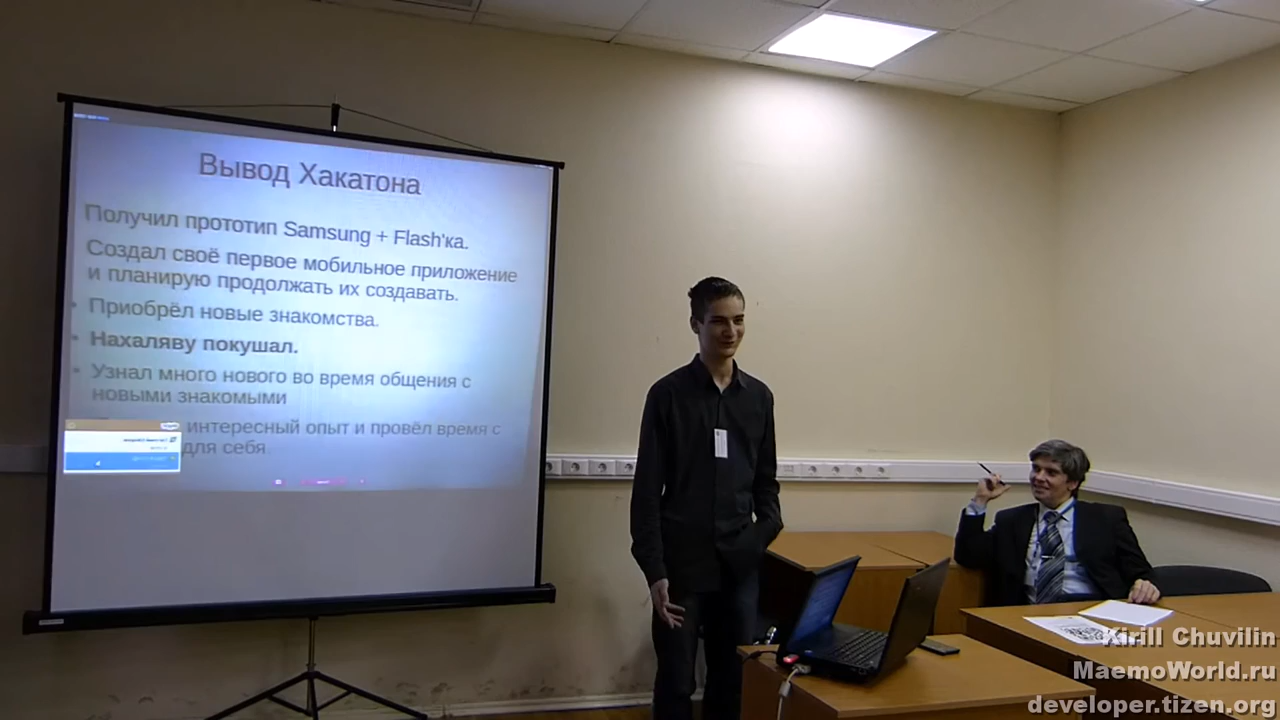 Вывод Хакатона
Получил прототип Samsung + Flash'ка.
Создал своё первое мобильное приложение
и планирую продолжать их создавать.
Приобрёл новые знакомства.
Нахаляву покушал.
Узнал много нового во время общения с
новыми знакомыми
интересный опыт и провёл время с
для себя.
Kirill Chuvilin
MaemoWorld.ru
developer.tizen.org